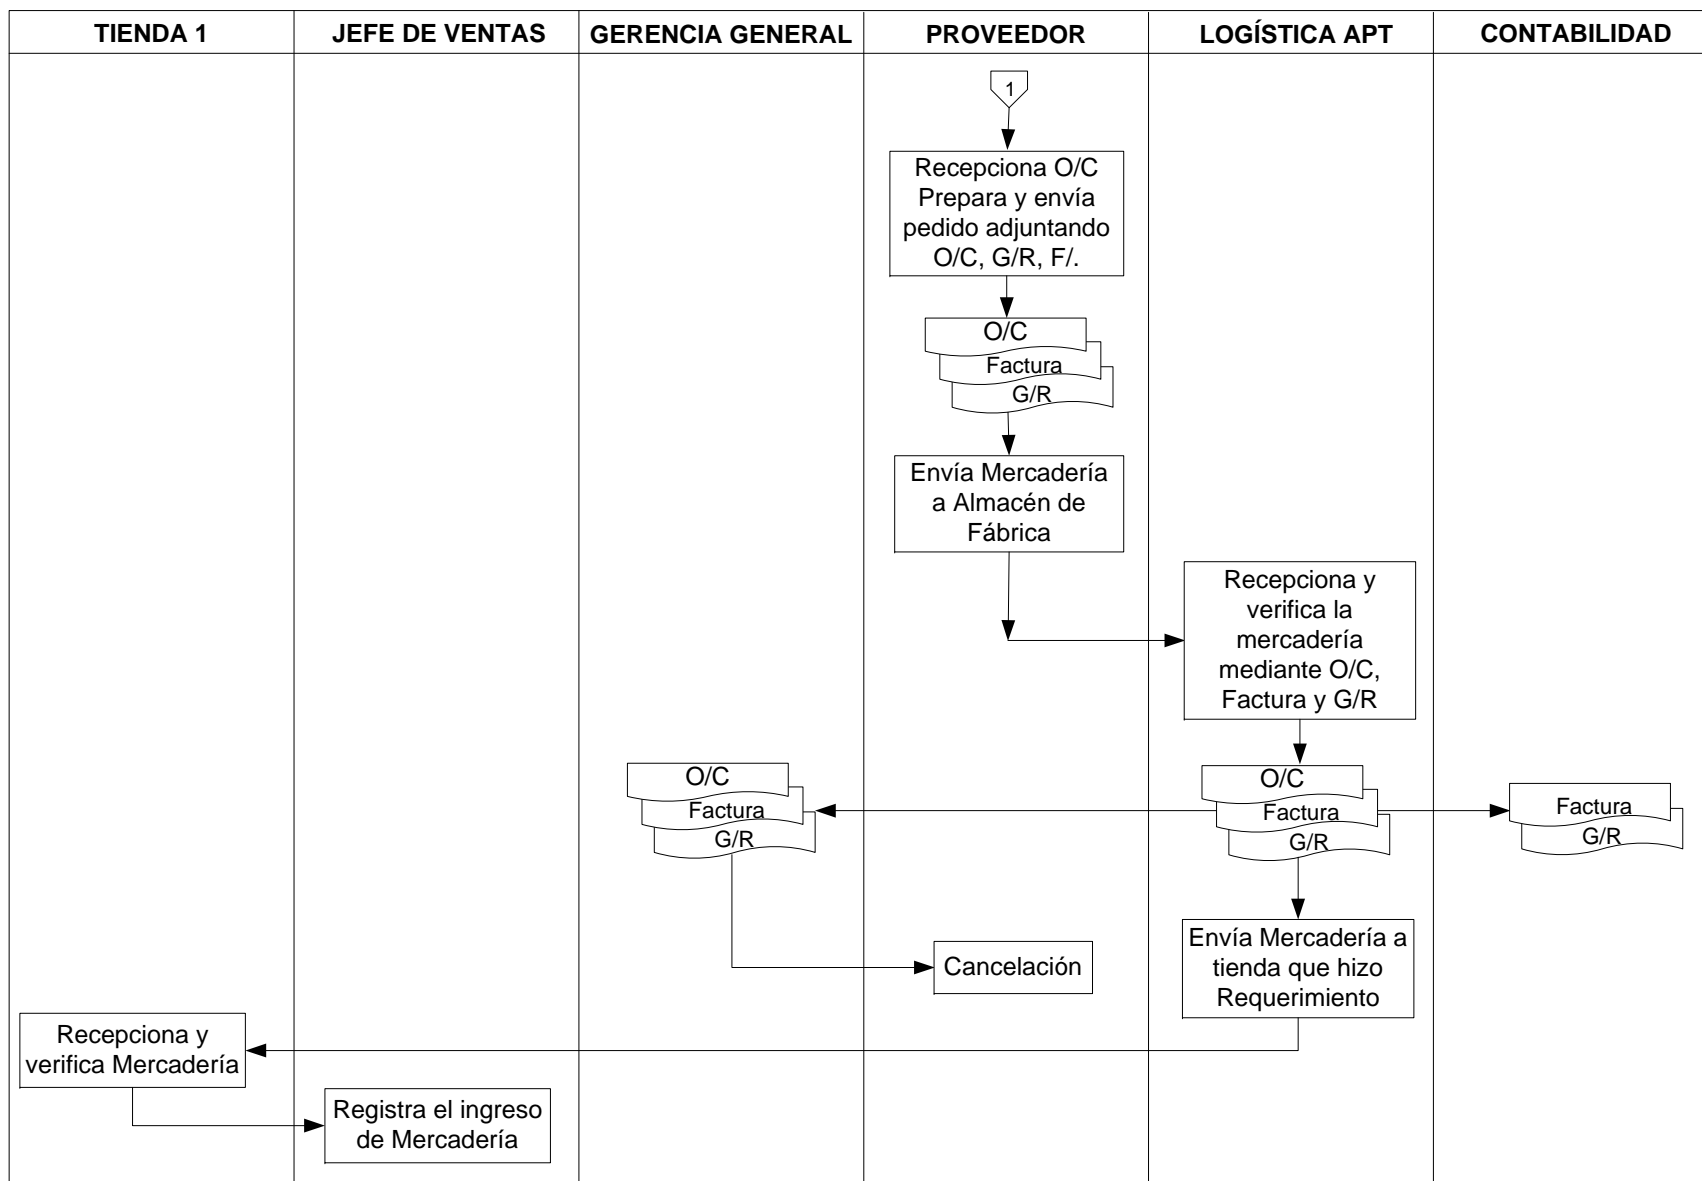 TIENDA 1
JEFE DE VENTAS
GERENCIA GENERAL
PROVEEDOR
LOGÍSTICA APT
CONTABILIDAD
1
Recepciona O/C
Prepara y envía
pedido adjuntando
O/C, G/R, F/.
O/C
Factura
G/R
Envía Mercadería
a Almacén de
Fábrica
Recepciona y
verifica la
mercadería
mediante O/C,
Factura y G/R
O/C
Factura
G/R
O/C
Factura
G/R
Factura
G/R
Cancelación
Envía Mercadería a
tienda que hizo
Requerimiento
Recepciona y
verifica Mercadería
Registra el ingreso
de Mercadería